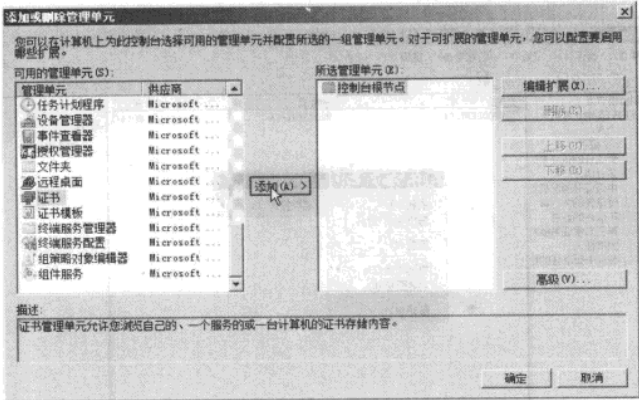 添加或删除管理单元
您可以在计算机上为此控制台选择可用的管理单元并配置所选的一组管理单元。对于可扩展的管理单元，您可以配置要启用
哪些扩展。
可用的管理单元(S):
所选管理单元(E):
管理单元 供应商
任务计划程序 Microsoft ...
设备管理器 Microsoft ...
事件查看器 Microsoft ...
授权管理器 Microsoft ...
文件夹 Microsoft ...
远程桌面 Microsoft ...
证书 Microsoft ...
证书模板 Microsoft ...
终端服务管理器 Microsoft ...
终端服务配置 Microsoft ...
组策略对象编辑器 Microsoft ...
组件服务 Microsoft ...
添加(A) >
控制台根节点
编辑扩展(X)...
删除(R)
上移(U)
下移(D)
高级(V)...
描述:
证书管理单元允许您浏览自己的、一个服务的或一台计算机的证书存储内容。
确定 取消